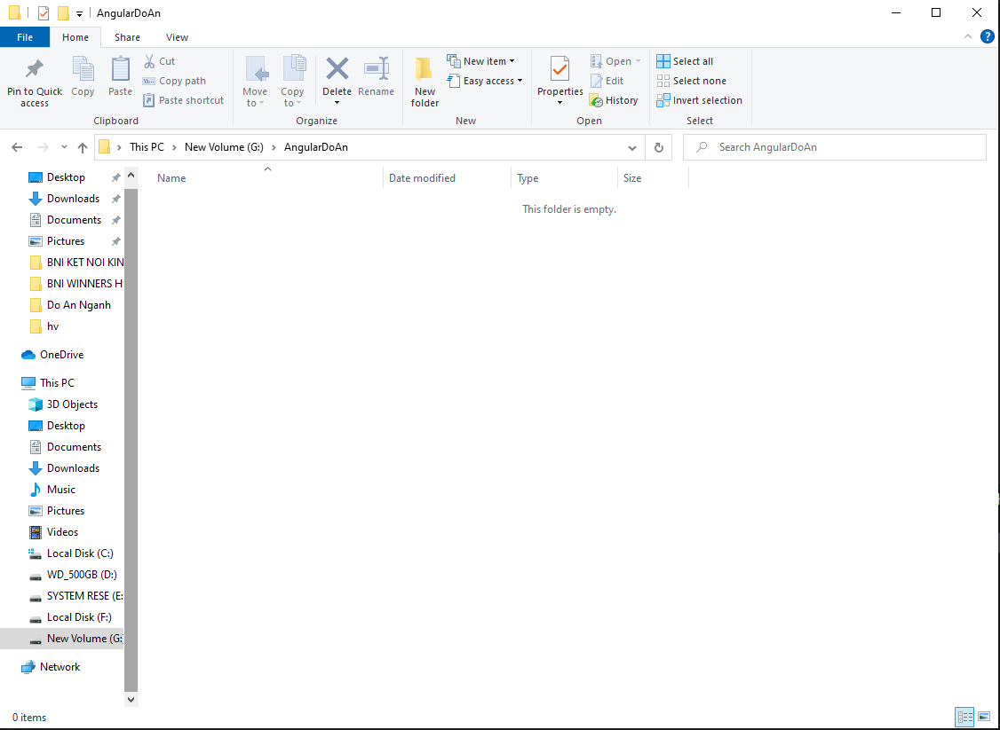 AngularDoAn
File Home Share View
Pin to Quick access
Copy
Paste
Cut
Copy path
Paste shortcut
Clipboard
Move to
Copy to
Delete
Rename
Organize
New folder
New item
Easy access
New
Properties
Open
Edit
History
Open
Select all
Select none
Invert selection
Select
This PC New Volume (G:) AngularDoAn
Search AngularDoAn
Name Date modified Type Size
This folder is empty.
Desktop
Downloads
Documents
Pictures
BNI KET NOI KIN
BNI WINNERS H
Do An Nganh
hv
OneDrive
This PC
3D Objects
Desktop
Documents
Downloads
Music
Pictures
Videos
Local Disk (C:)
WD_500GB (D:)
SYSTEM RESE (E:
Local Disk (F:)
New Volume (G:
Network
0 items